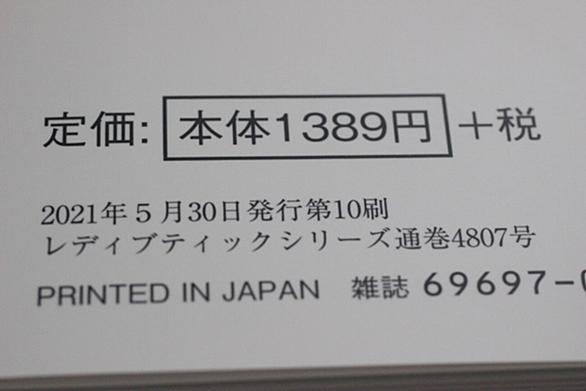 定価: 本体1389円 +税
2021年5月30日発行第10刷
レディブティックシリーズ通巻4807号
PRINTED IN JAPAN 雑誌 69697-